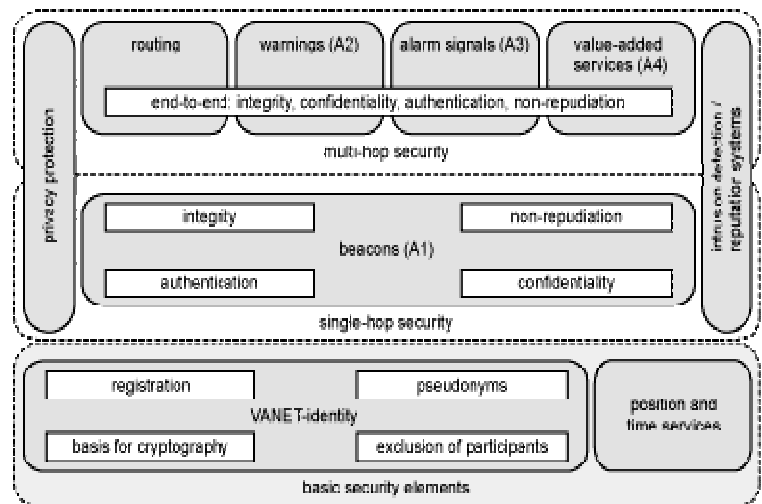 routing
warnings (A2)
alarm signals (A3)
value-added
services (A4)
end-to-end: integrity, confidentiality, authentication, non-repudiation
multi-hop security
privacy protection
intrusion detection /
reputation systems
integrity
non-repudiation
beacons (A1)
authentication
confidentiality
single-hop security
registration
pseudonyms
VANET-identity
basis for cryptography
exclusion of participants
position and
time services
basic security elements